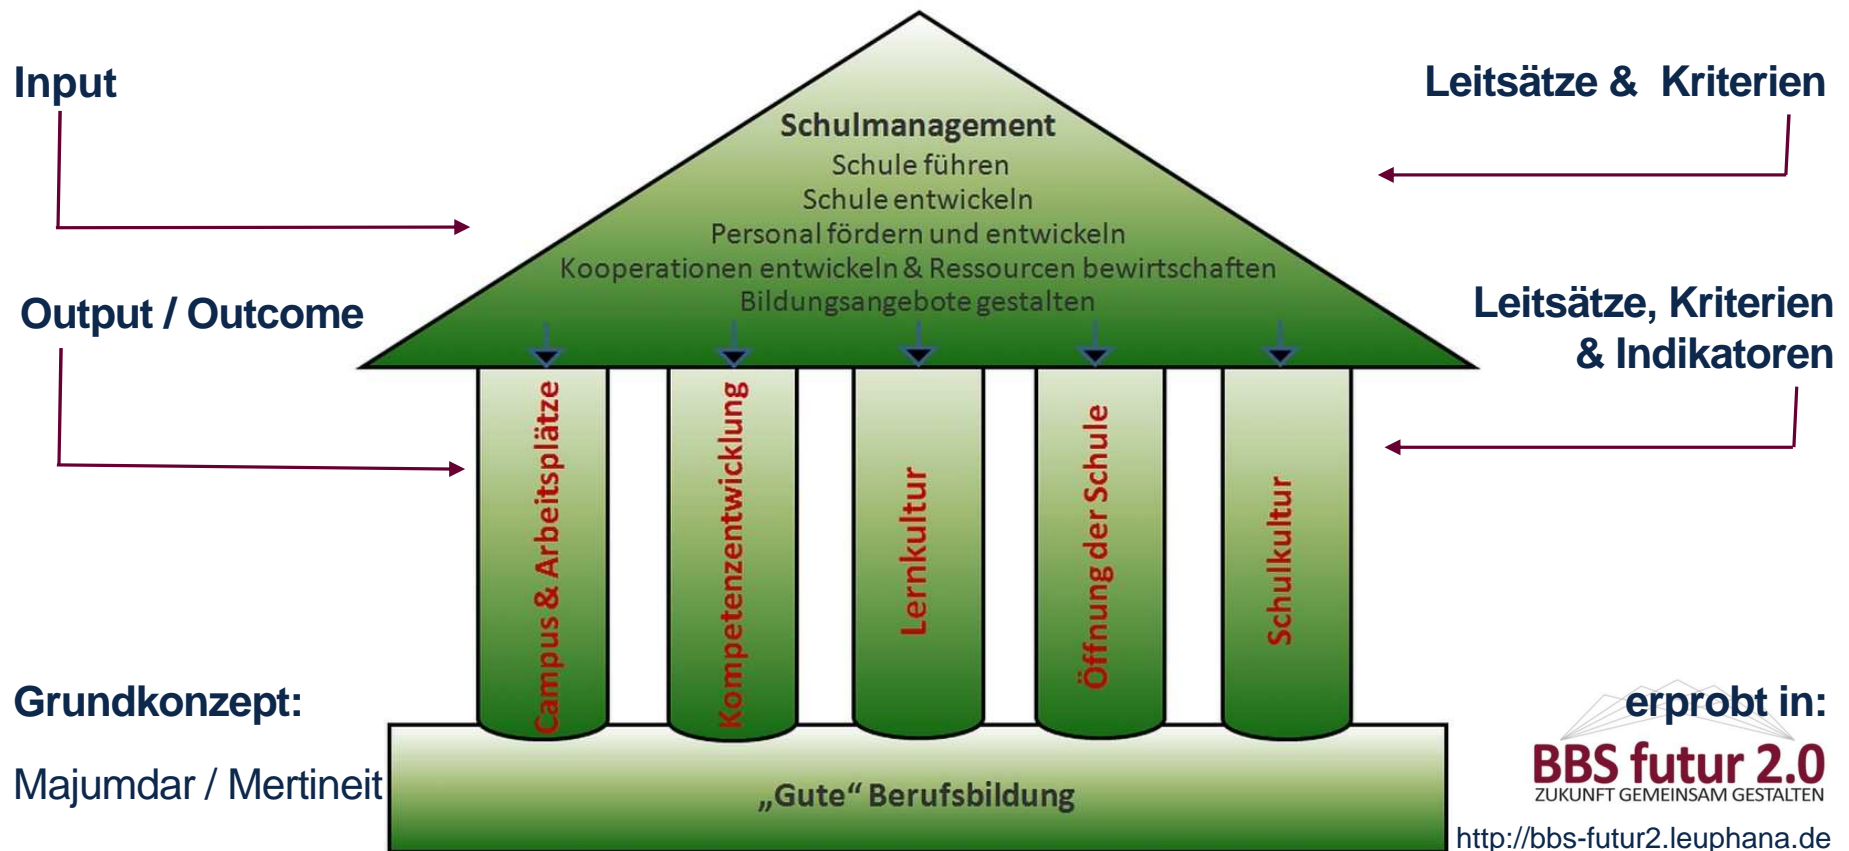 Input
Leitsätze & Kriterien
Schulmanagement
Schule führen
Schule entwickeln
Personal fördern und entwickeln
Kooperationen entwickeln & Ressourcen bewirtschaften
Bildungsangebote gestalten
Output / Outcome
Leitsätze, Kriterien
& Indikatoren
Campus & Arbeitsplätze
Kompetenzentwicklung
Lernkultur
Öffnung der Schule
Schulkultur
Grundkonzept:
Majumdar / Mertineit
„Gute“ Berufsbildung
erprobt in:
BBS futur 2.0
ZUKUNFT GEMEINSAM GESTALTEN
http://bbs-futur2.leuphana.de